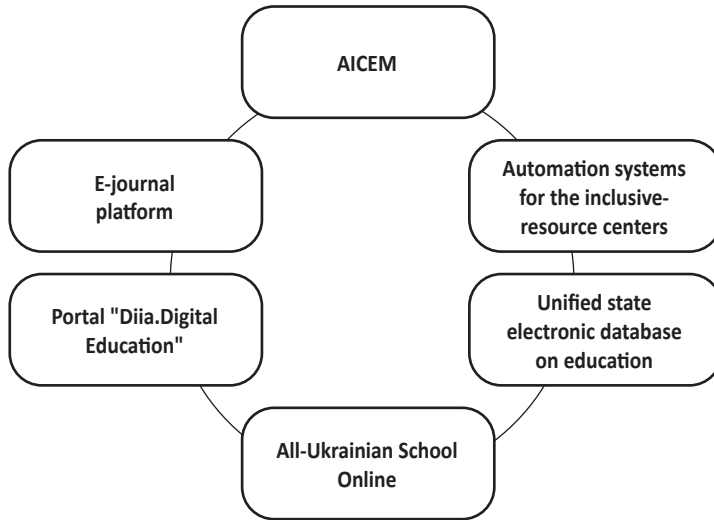 AICEM
E-journal
platform
Automation systems
for the inclusive-
resource centers
Portal "Diia.Digital
Education"
Unified state
electronic database
on education
All-Ukrainian School
Online